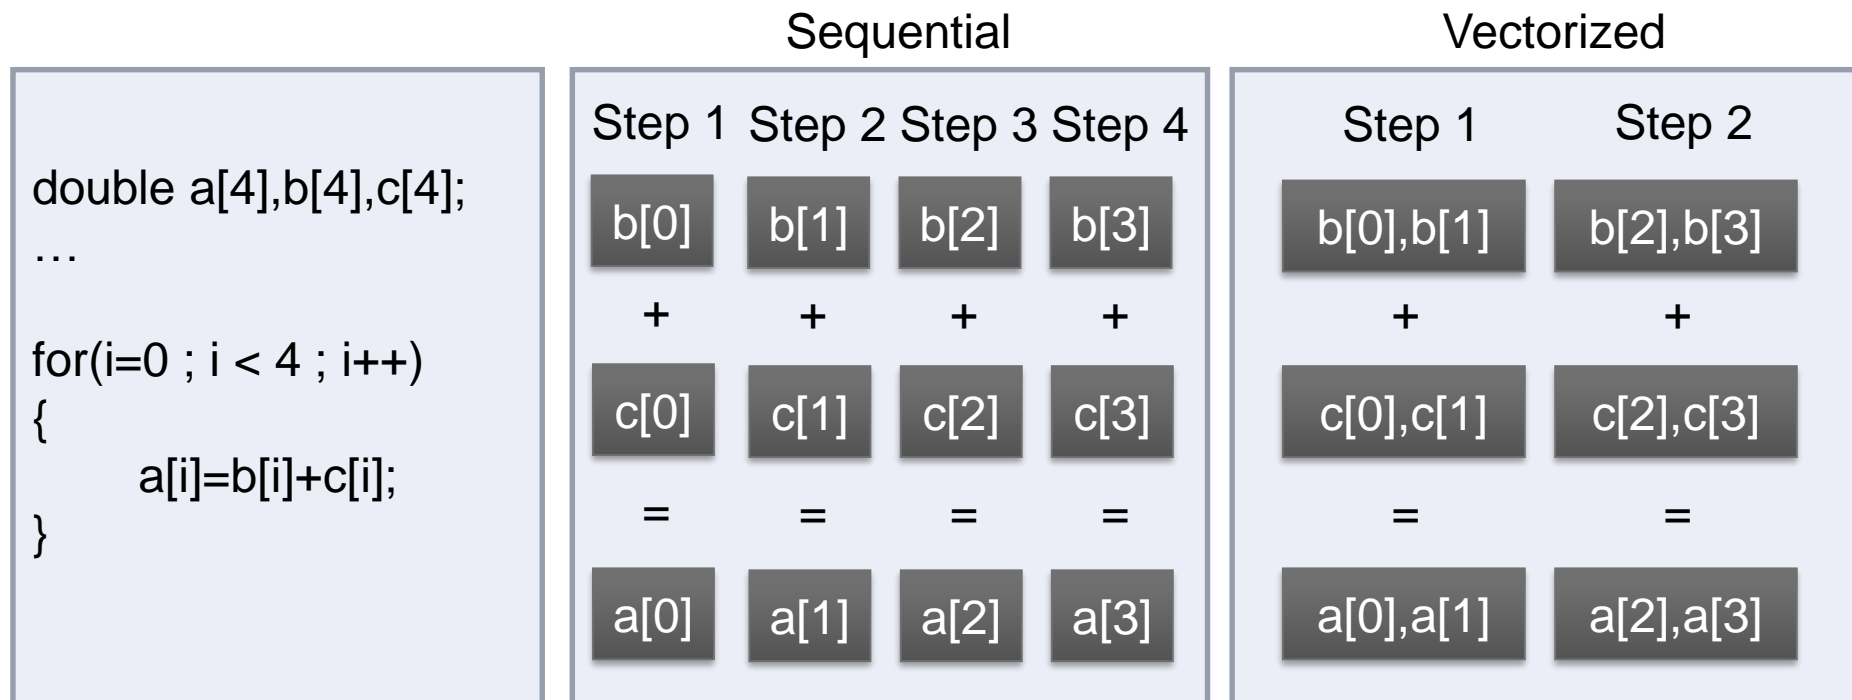 Sequential
Vectorized
double a[4],b[4],c[4];
…
for(i=0 ; i < 4 ; i++)
{
a[i]=b[i]+c[i];
}
Step 1 Step 2 Step 3 Step 4
b[0] b[1] b[2] b[3]
+ + + +
c[0] c[1] c[2] c[3]
= = = =
a[0] a[1] a[2] a[3]
Step 1 Step 2
b[0],b[1] b[2],b[3]
+ +
c[0],c[1] c[2],c[3]
= =
a[0],a[1] a[2],a[3]